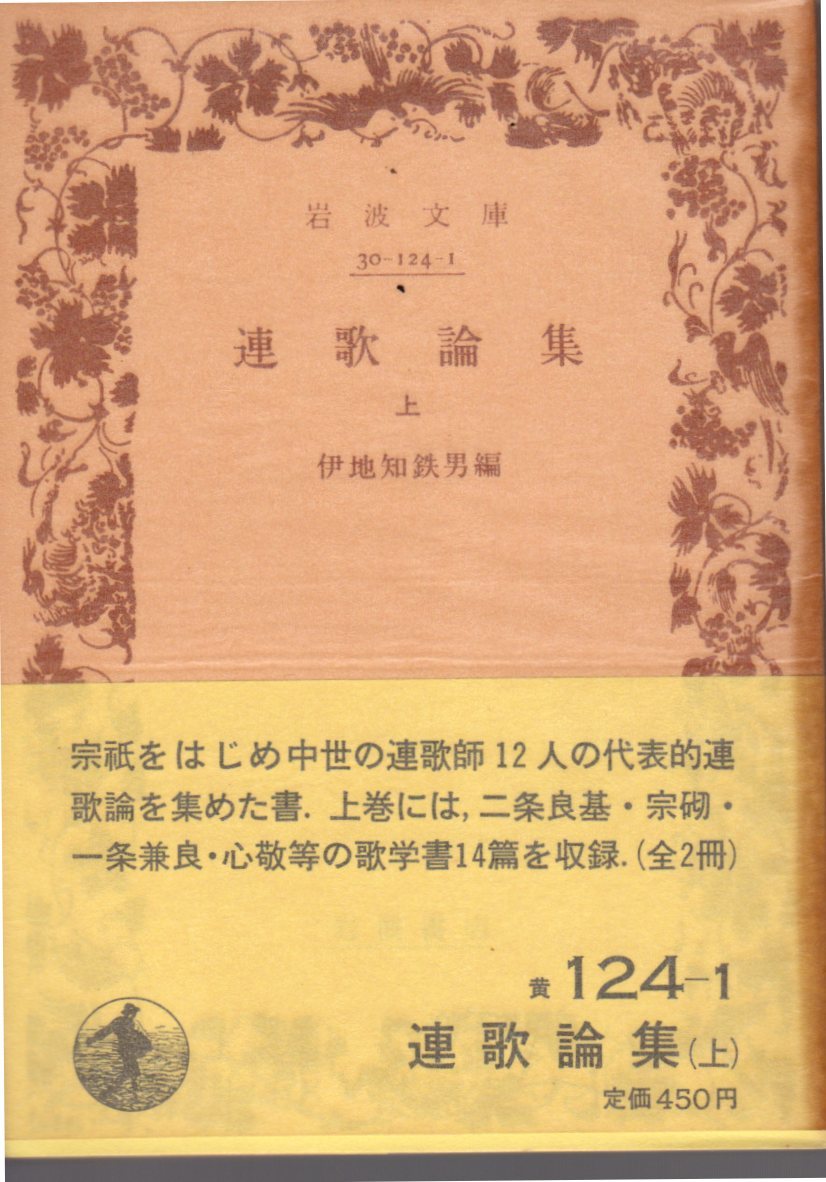 岩波文庫
30-124-1
連歌論集
上
伊地知鉄男編
宗祇をはじめ中世の連歌師12人の代表的連
歌論を集めた書. 上巻には, 二条良基・宗砌・
一条兼良・心敬等の歌学書14篇を収録. (全2冊)
黄 124-1
連歌論集(上)
定価450円